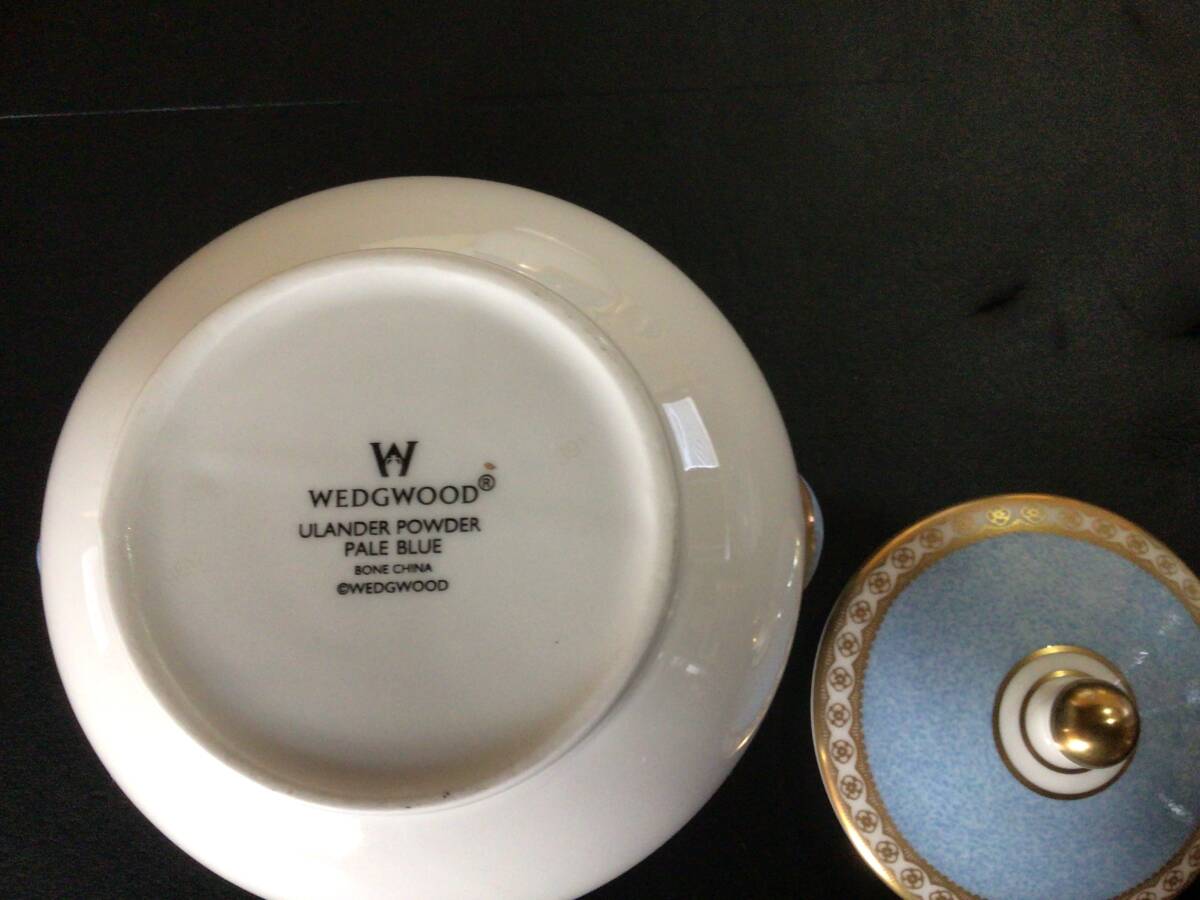 W
WEDGWOOD®
ULANDER POWDER
PALE BLUE
BONE CHINA
©WEDGWOOD